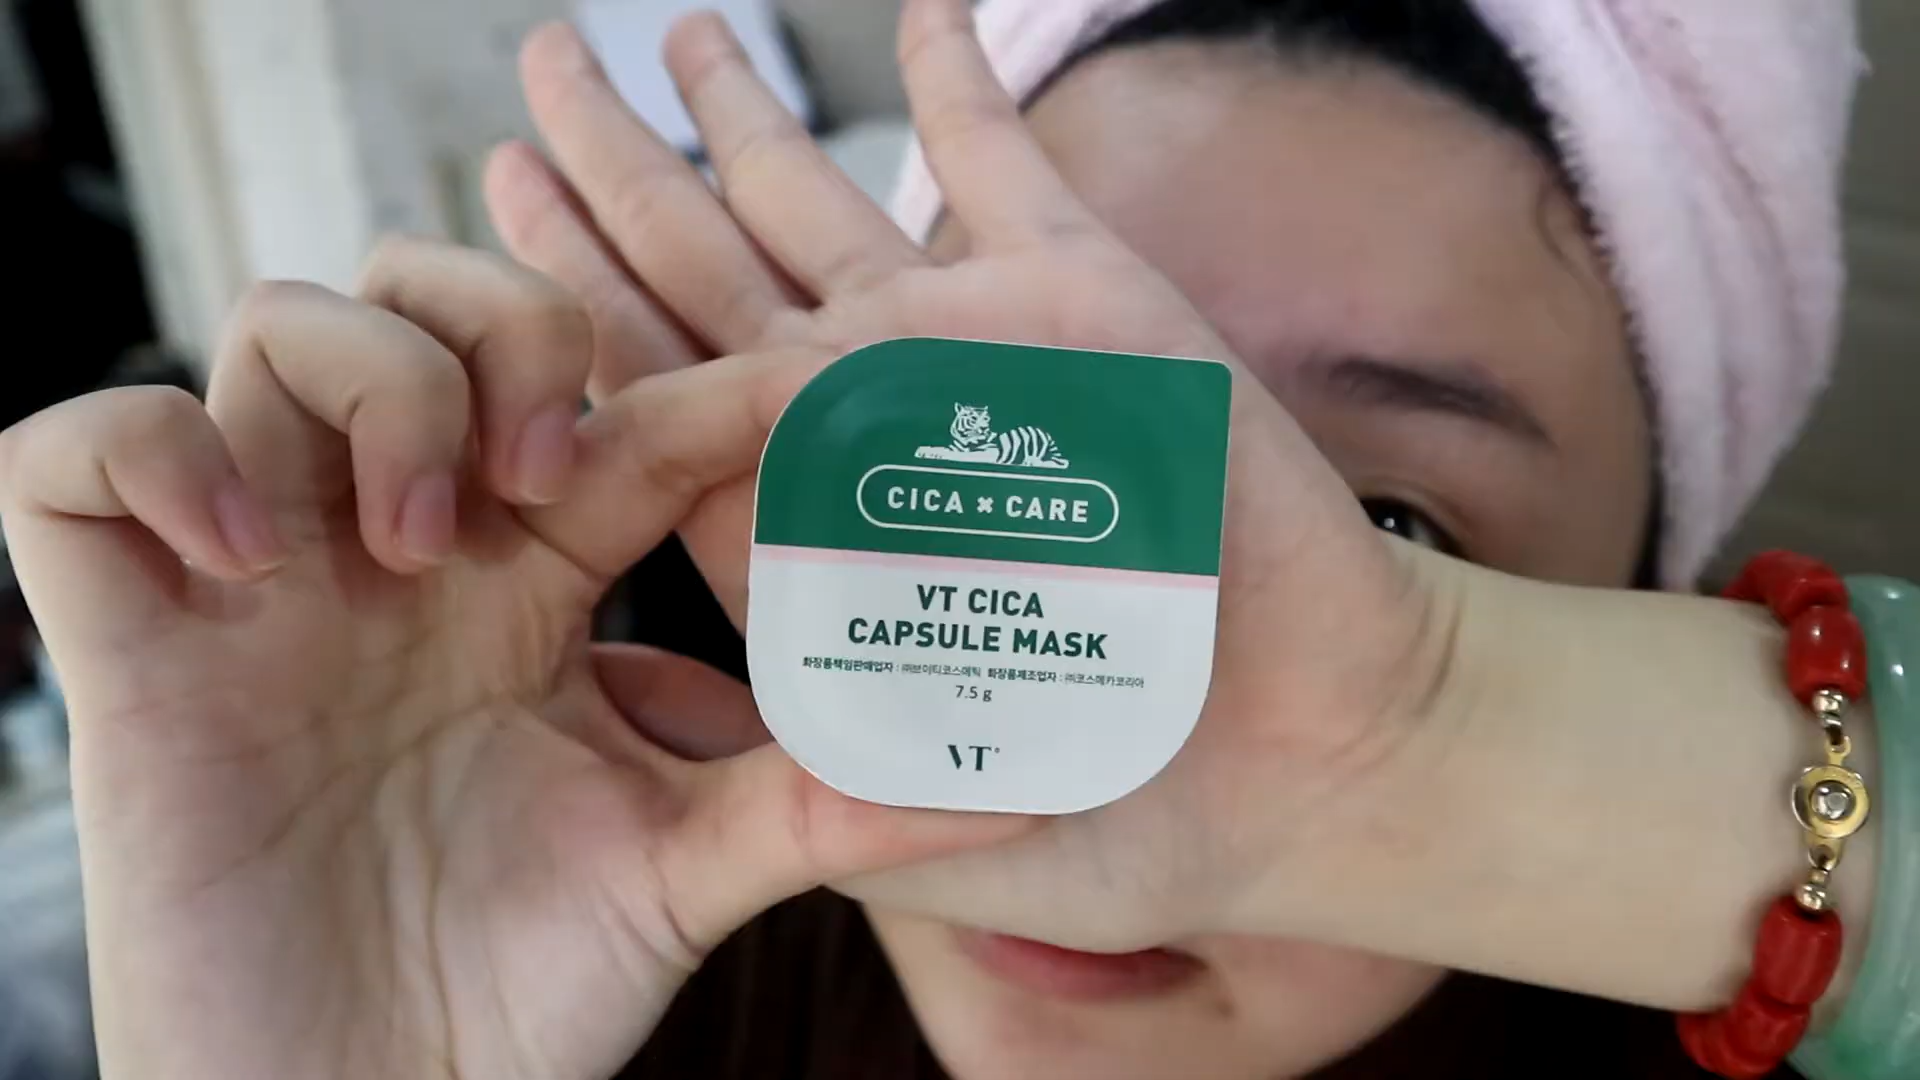 CICA × CARE
VT CICA
CAPSULE MASK
화장품책임판매업자 : ㈜브이티코스메틱 화장품제조업자 : ㈜코스메카코리아
7.5 g
VT